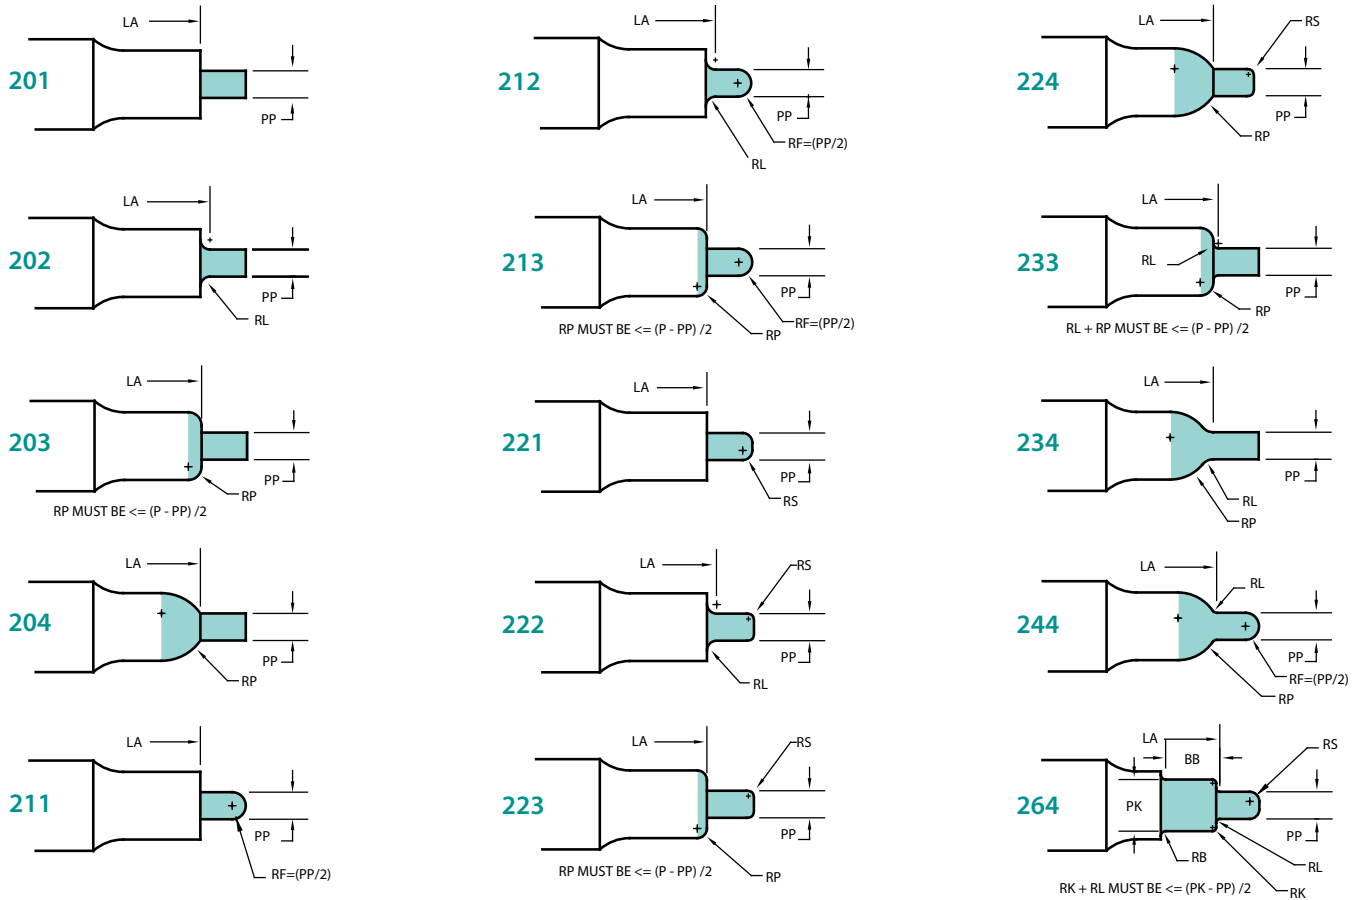 LA
201
PP
LA
202
PP
RL
LA
203
PP
RP
RP MUST BE <= (P - PP) /2
LA
204
PP
RP
LA
211
PP
RF=(PP/2)
LA
212
PP
RF=(PP/2)
RL
LA
213
PP
RF=(PP/2)
RP
RP MUST BE <= (P - PP) /2
LA
221
PP
RS
LA
RS
222
PP
RL
LA
RS
223
PP
RP
RP MUST BE <= (P - PP) /2
LA
RS
224
PP
RP
LA
233
RL
PP
RP
RL + RP MUST BE <= (P - PP) /2
LA
234
PP
RL
RP
LA
RL
244
PP
RF=(PP/2)
RP
LA
RS
BB
264
PK
PP
RB
RL
RK
RK + RL MUST BE <= (PK - PP) /2